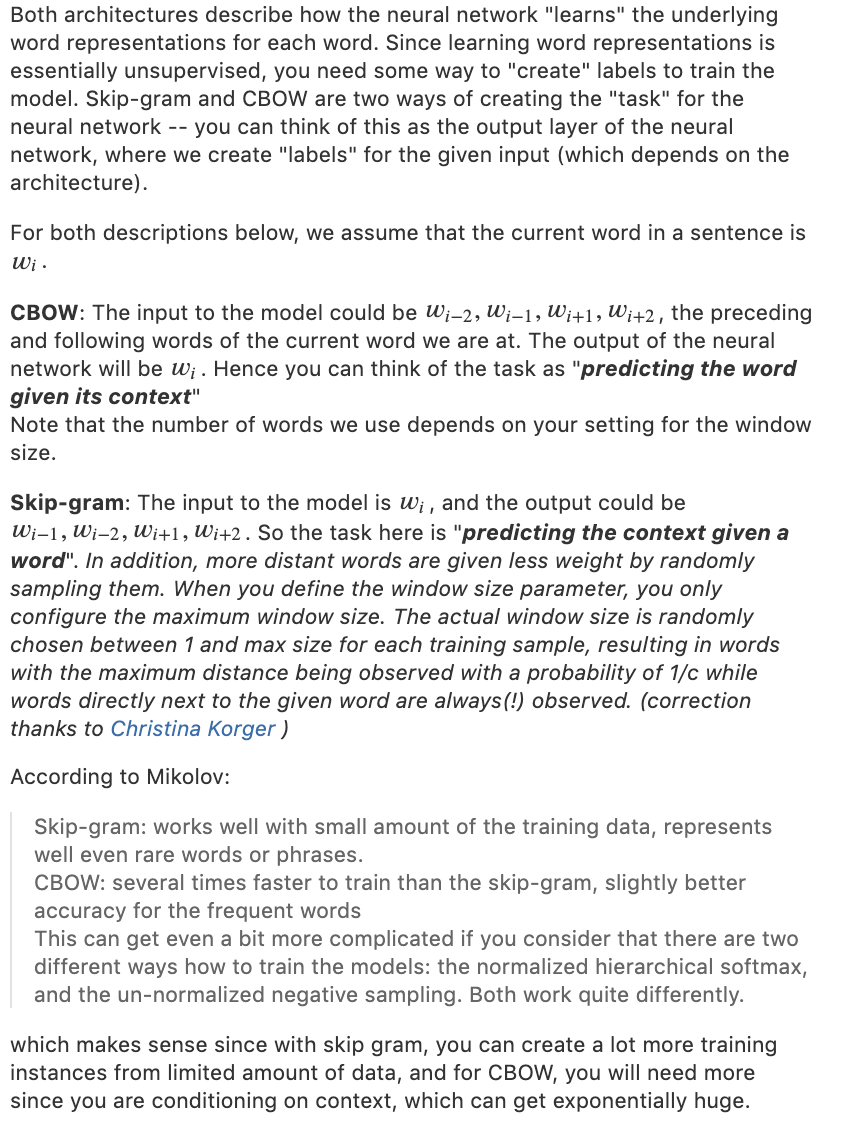 Both architectures describe how the neural network "learns" the underlying
word representations for each word. Since learning word representations is
essentially unsupervised, you need some way to "create" labels to train the
model. Skip-gram and CBOW are two ways of creating the "task" for the
neural network -- you can think of this as the output layer of the neural
network, where we create "labels" for the given input (which depends on the
architecture).
For both descriptions below, we assume that the current word in a sentence is
w_i .
CBOW: The input to the model could be w_{i−2}, w_{i−1}, w_{i+1}, w_{i+2} , the preceding
and following words of the current word we are at. The output of the neural
network will be w_i . Hence you can think of the task as "predicting the word
given its context"
Note that the number of words we use depends on your setting for the window
size.
Skip-gram: The input to the model is w_i , and the output could be
w_{i−1}, w_{i−2}, w_{i+1}, w_{i+2} . So the task here is "predicting the context given a
word". In addition, more distant words are given less weight by randomly
sampling them. When you define the window size parameter, you only
configure the maximum window size. The actual window size is randomly
chosen between 1 and max size for each training sample, resulting in words
with the maximum distance being observed with a probability of 1/c while
words directly next to the given word are always(!) observed. (correction
thanks to Christina Korger )
According to Mikolov:
Skip-gram: works well with small amount of the training data, represents
well even rare words or phrases.
CBOW: several times faster to train than the skip-gram, slightly better
accuracy for the frequent words
This can get even a bit more complicated if you consider that there are two
different ways how to train the models: the normalized hierarchical softmax,
and the un-normalized negative sampling. Both work quite differently.
which makes sense since with skip gram, you can create a lot more training
instances from limited amount of data, and for CBOW, you will need more
since you are conditioning on context, which can get exponentially huge.